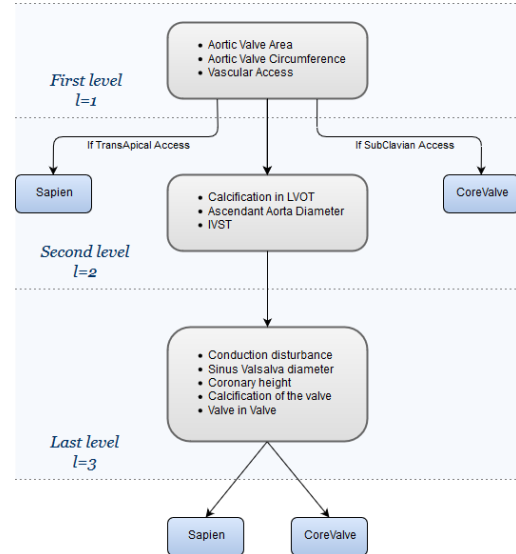 Aortic Valve Area
Aortic Valve Circumference
Vascular Access
First level
l=1
If TransApical Access
If SubClavian Access
Sapien
CoreValve
Calcification in LVOT
Ascendant Aorta Diameter
IVST
Second level
l=2
Conduction disturbance
Sinus Valsalva diameter
Coronary height
Calcification of the valve
Valve in Valve
Last level
l=3
Sapien
CoreValve